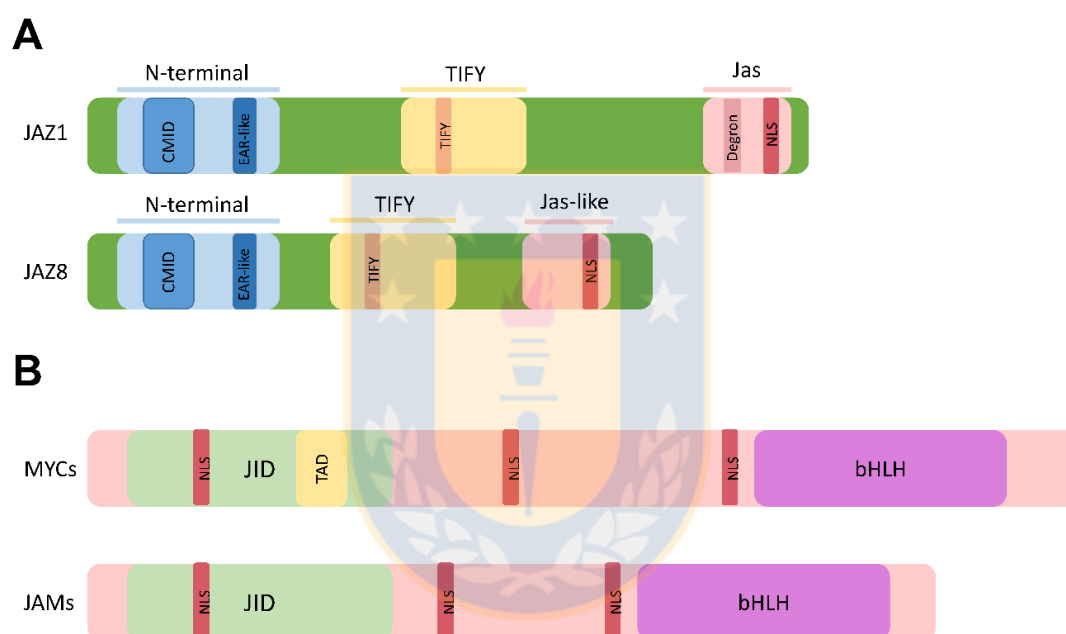 A
N-terminal TIFY Jas
JAZ1 CMID EAR-like TIFY Degron NLS
N-terminal TIFY Jas-like
JAZ8 CMID EAR-like TIFY NLS
B
MYCs NLS JID TAD NLS NLS bHLH
JAMs NLS JID NLS NLS bHLH